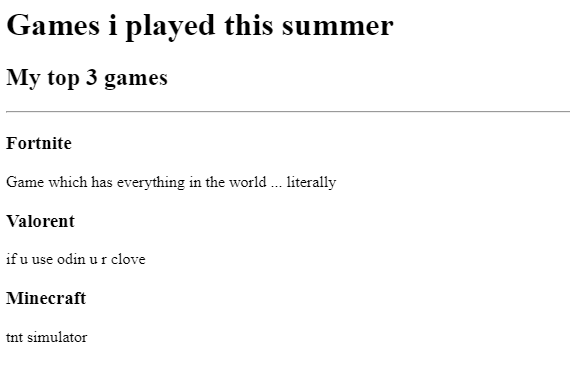 Games i played this summer
My top 3 games
Fortnite
Game which has everything in the world ... literally
Valorent
if u use odin u r clove
Minecraft
tnt simulator